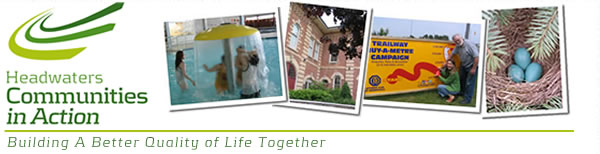 Headwaters
Communities
in Action
TRAILWAY
BUY-A-METRE
CAMPAIGN
Building A Better Quality of Life Together